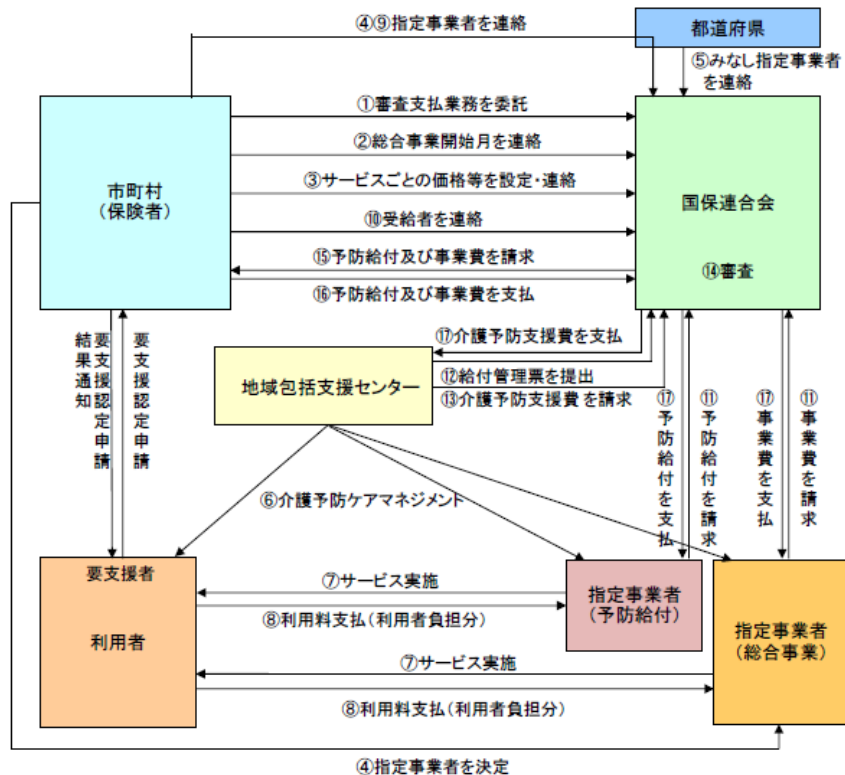 ④⑨指定事業者を連絡
都道府県
⑤みなし指定事業者
を連絡
①審査支払業務を委託
②総合事業開始月を連絡
市町村
(保険者)
③サービスごとの価格等を設定・連絡
国保連合会
⑩受給者を連絡
⑮予防給付及び事業費を請求
⑭審査
⑯予防給付及び事業費を支払
要支援認定申請
結果通知
要支援認定申請
⑰介護予防支援費を支払
地域包括支援センター
⑫給付管理票を提出
⑬介護予防支援費を請求
⑰予防給付を支払
⑪予防給付を請求
⑰事業費を支払
⑪事業費を請求
⑥介護予防ケアマネジメント
要支援者
利用者
⑦サービス実施
⑧利用料支払(利用者負担分)
指定事業者
(予防給付)
指定事業者
(総合事業)
⑦サービス実施
⑧利用料支払(利用者負担分)
④指定事業者を決定